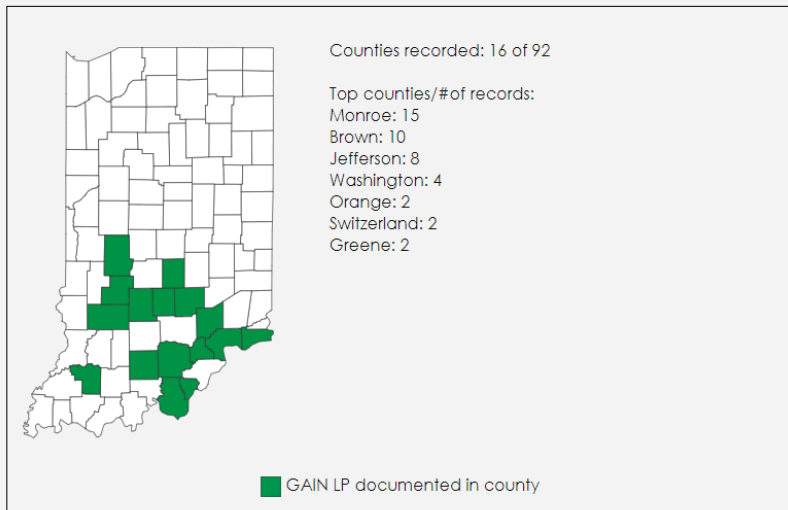 Counties recorded: 16 of 92
Top counties/#of records:
Monroe: 15
Brown: 10
Jefferson: 8
Washington: 4
Orange: 2
Switzerland: 2
Greene: 2
GAIN LP documented in county